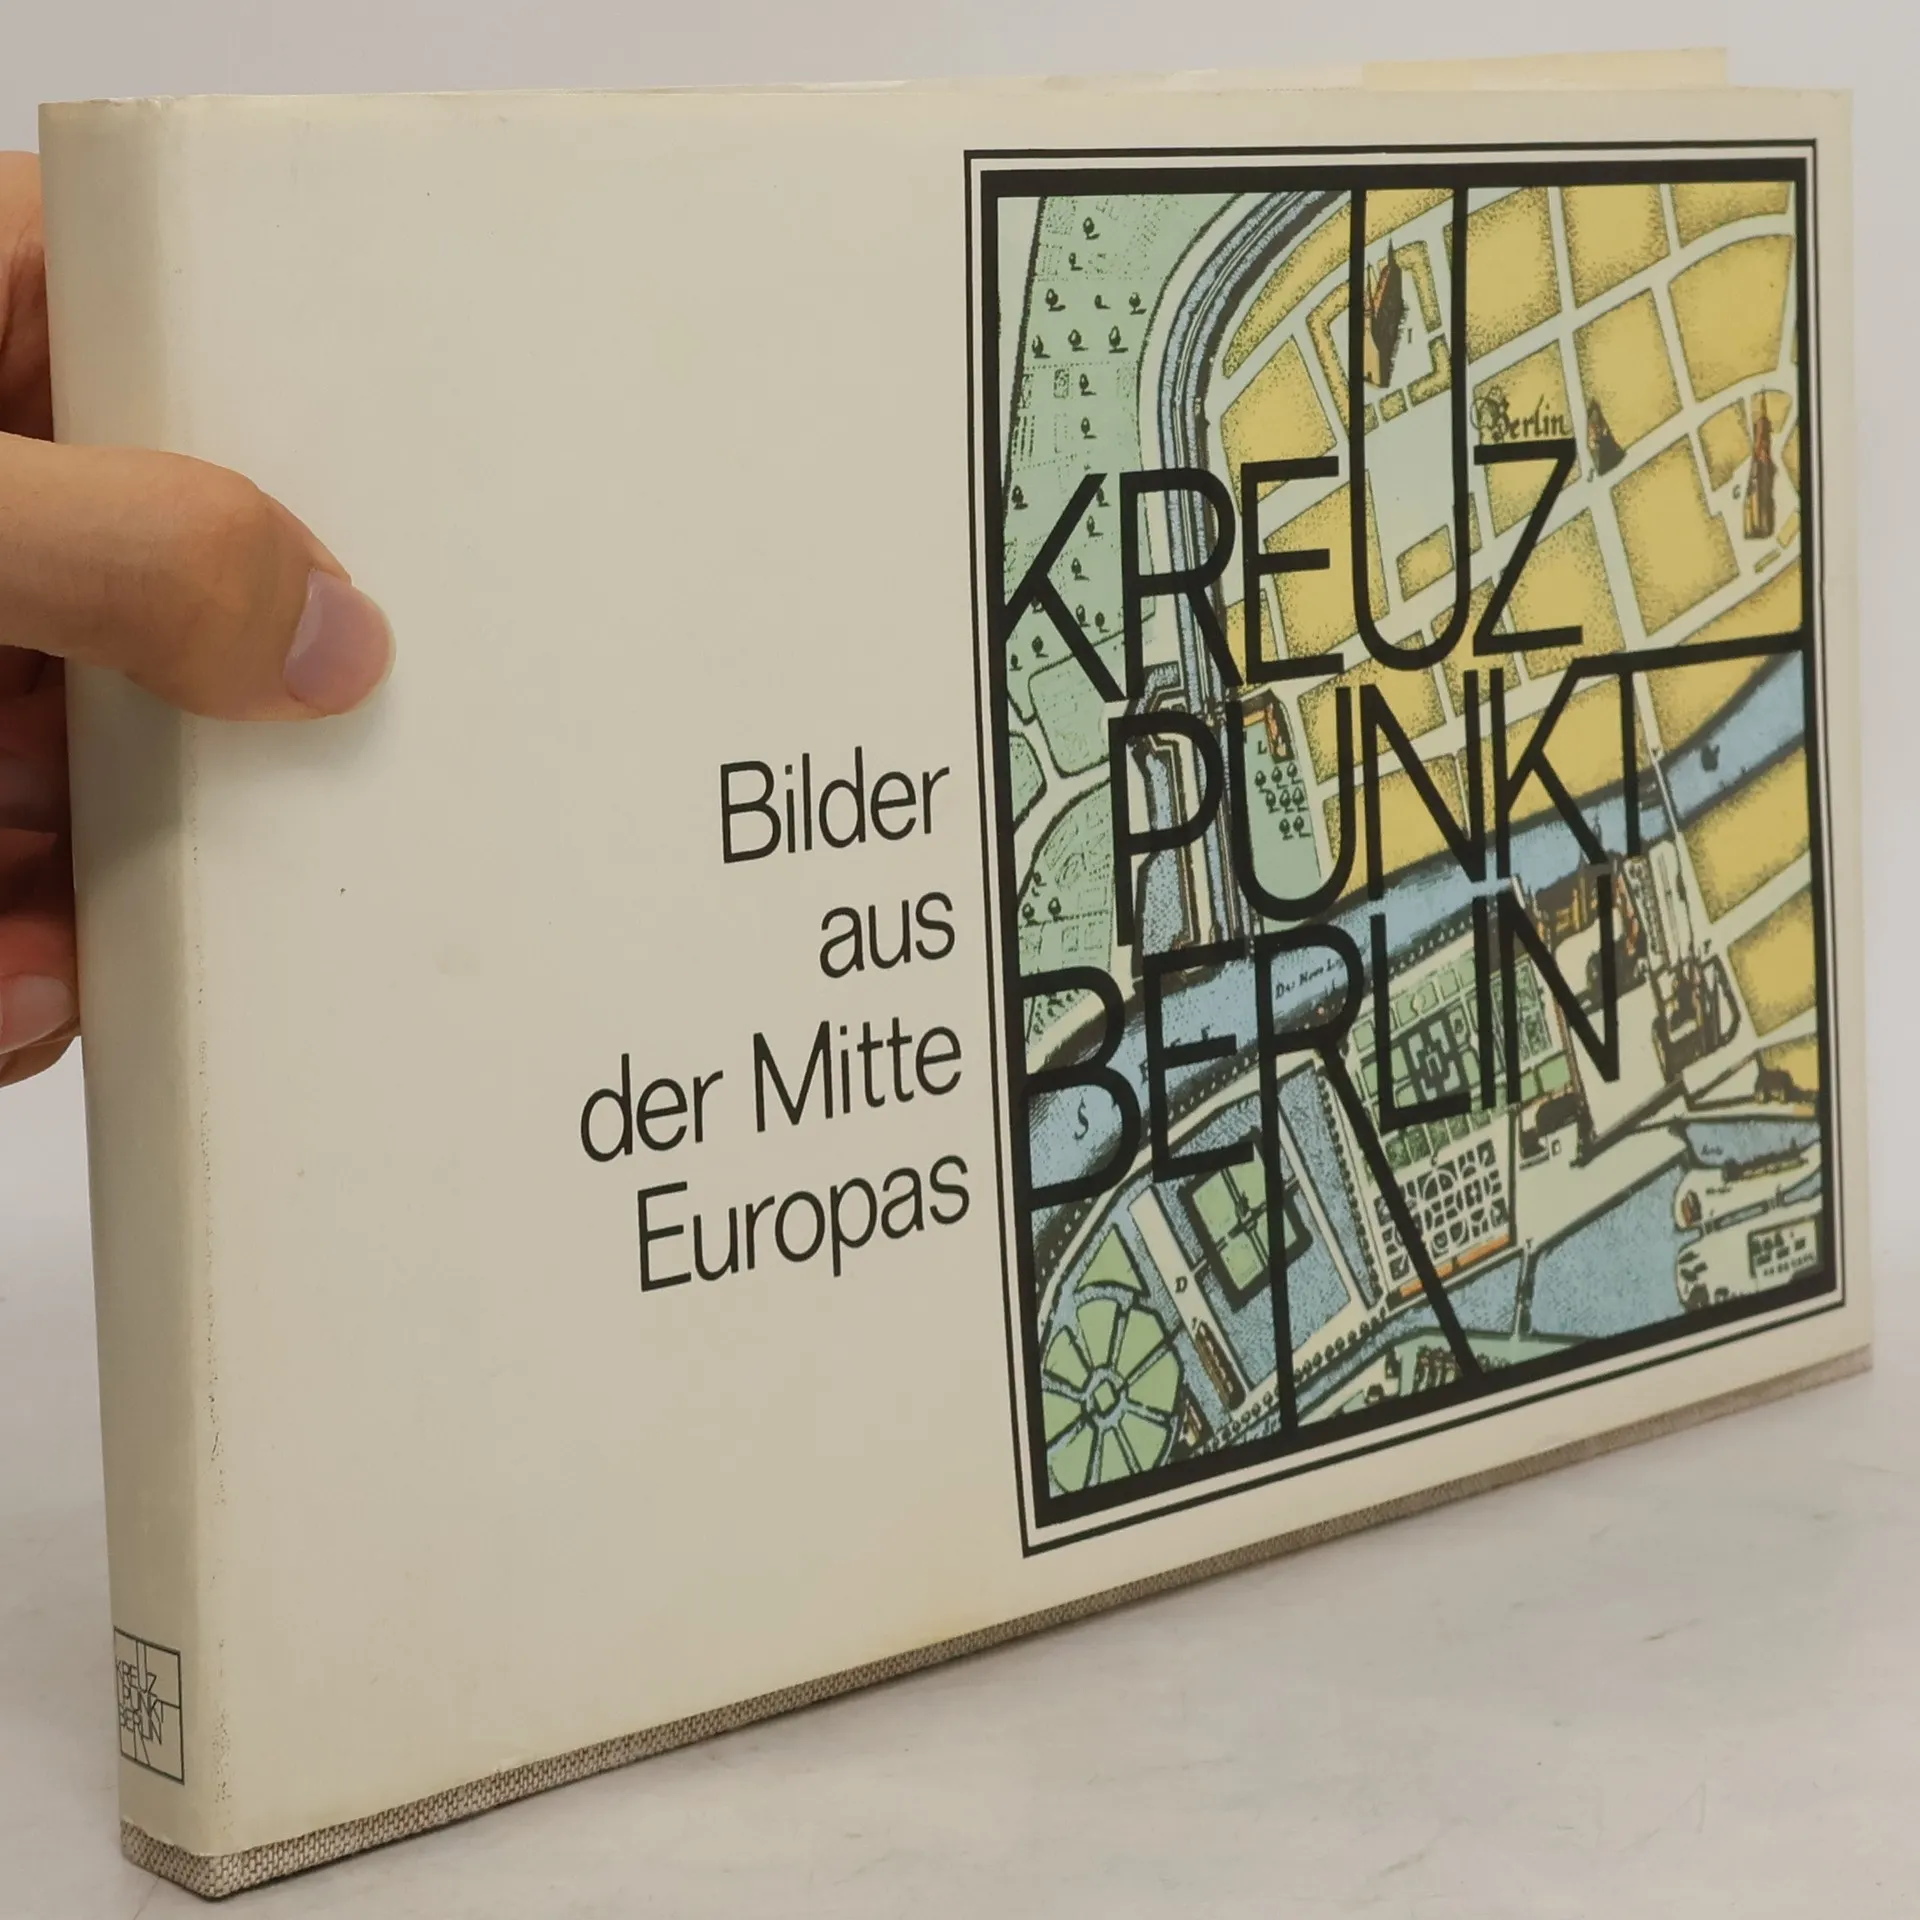 Bilder
aus
der Mitte
Europas
KREUZ
PUNKT
BERLIN
Berlin
KREUZ
PUNKT
BERLIN